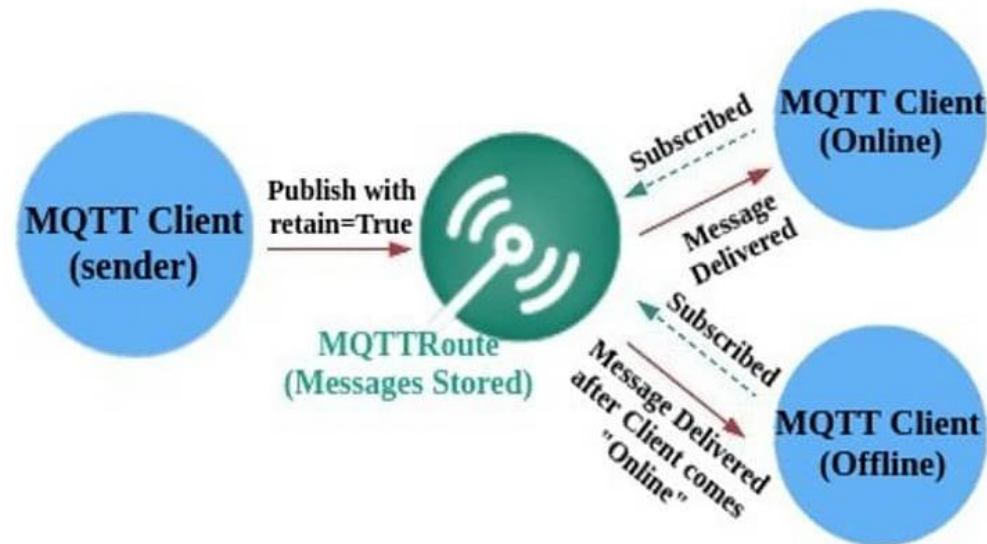 MQTT Client
(sender)
Publish with
retain=True
MQTTRoute
(Messages Stored)
Subscribed
Message
Delivered
MQTT Client
(Online)
Subscribed
Message Delivered
after Client comes
"Online"
MQTT Client
(Offline)